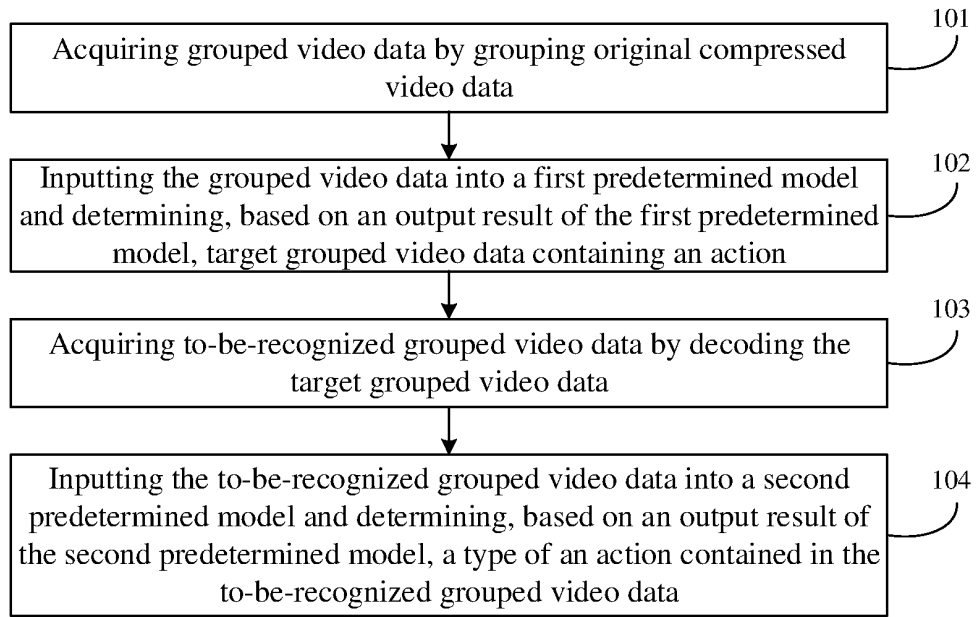 101
Acquiring grouped video data by grouping original compressed
video data
102
Inputting the grouped video data into a first predetermined model
and determining, based on an output result of the first predetermined
model, target grouped video data containing an action
103
Acquiring to-be-recognized grouped video data by decoding the
target grouped video data
104
Inputting the to-be-recognized grouped video data into a second
predetermined model and determining, based on an output result of
the second predetermined model, a type of an action contained in the
to-be-recognized grouped video data